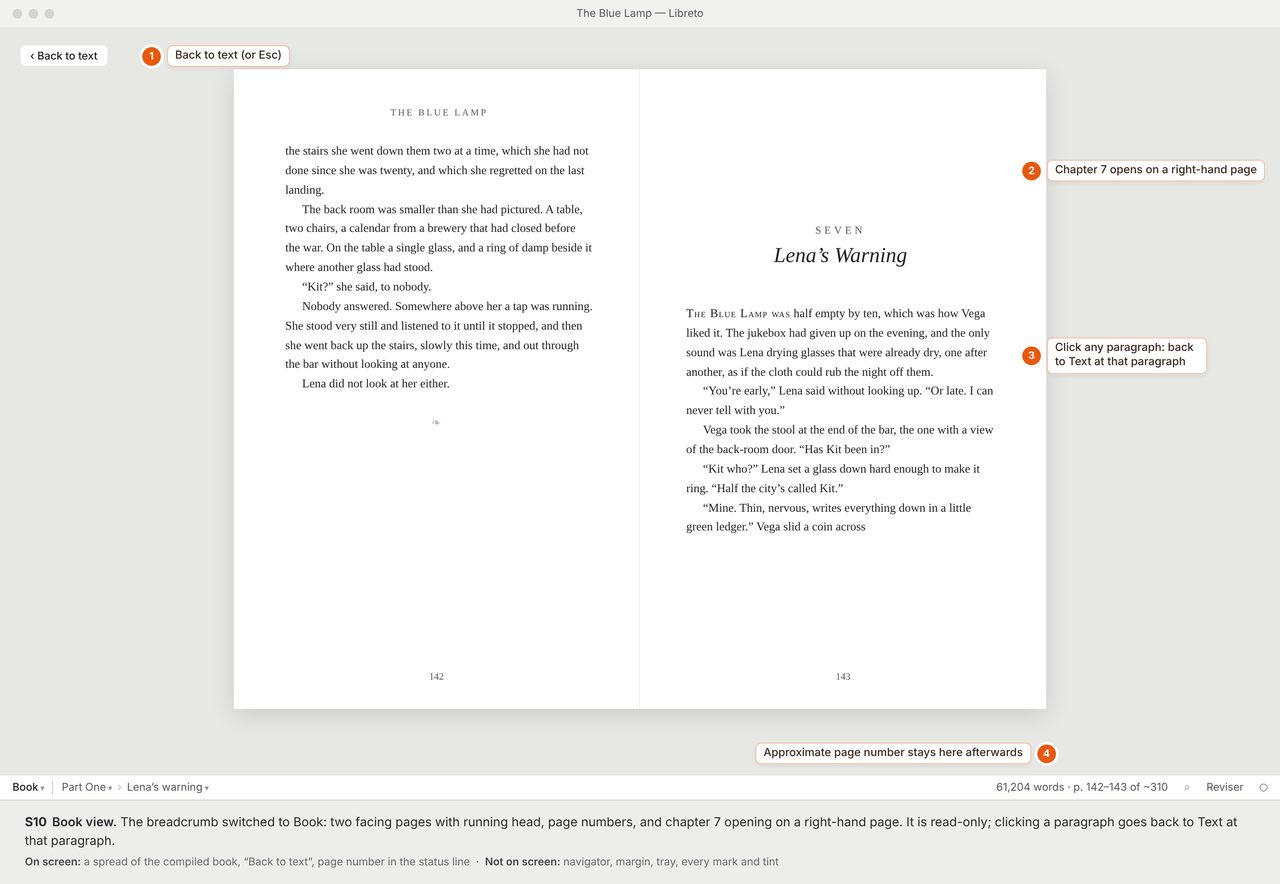 The Blue Lamp — Libreto
‹ Back to text
1
Back to text (or Esc)
THE BLUE LAMP
the stairs she went down them two at a time, which she had not
done since she was twenty, and which she regretted on the last
landing.
The back room was smaller than she had pictured. A table,
two chairs, a calendar from a brewery that had closed before
the war. On the table a single glass, and a ring of damp beside it
where another glass had stood.
“Kit?” she said, to nobody.
Nobody answered. Somewhere above her a tap was running.
She stood very still and listened to it until it stopped, and then
she went back up the stairs, slowly this time, and out through
the bar without looking at anyone.
Lena did not look at her either.
❧
142
2
Chapter 7 opens on a right-hand page
SEVEN
Lena’s Warning
The Blue Lamp was half empty by ten, which was how Vega
liked it. The jukebox had given up on the evening, and the only
sound was Lena drying glasses that were already dry, one after
another, as if the cloth could rub the night off them.
“You’re early,” Lena said without looking up. “Or late. I can
never tell with you.”
Vega took the stool at the end of the bar, the one with a view
of the back-room door. “Has Kit been in?”
“Kit who?” Lena set a glass down hard enough to make it
ring. “Half the city’s called Kit.”
“Mine. Thin, nervous, writes everything down in a little
green ledger.” Vega slid a coin across
143
3
Click any paragraph: back
to Text at that paragraph
Approximate page number stays here afterwards
4
Book ▾ Part One ▾ › Lena’s warning ▾
61,204 words · p. 142–143 of ~310 ⌕ Reviser
S10 Book view. The breadcrumb switched to Book: two facing pages with running head, page numbers, and chapter 7 opening on a right-hand page. It is read-only; clicking a paragraph goes back to Text at
that paragraph.
On screen: a spread of the compiled book, “Back to text”, page number in the status line · Not on screen: navigator, margin, tray, every mark and tint